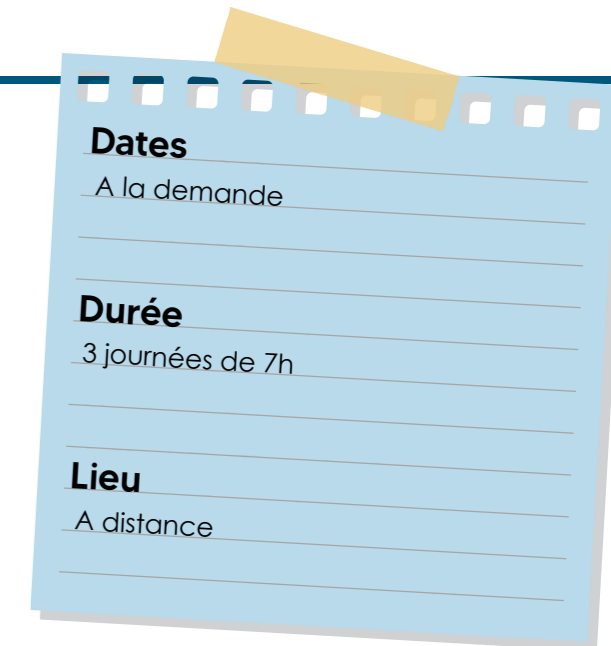 Dates
A la demande
Durée
3 journées de 7h
Lieu
A distance